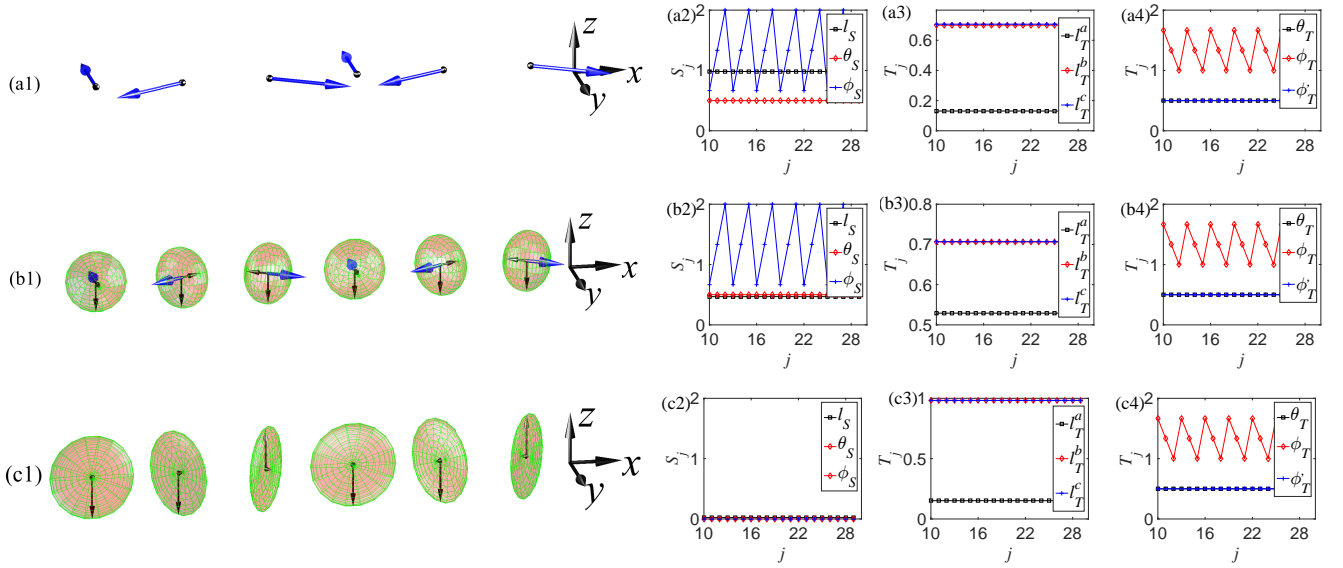 (a1)
z
x
y
(a2)
S_j
2
1
0
10 16 22 28
j
l_S
θ_S
ϕ_S
(a3)
T_j
0.6
0.4
0.2
0
10 16 22 28
j
l_T^a
l_T^b
l_T^c
(a4)
T_j
2
1
0
10 16 22 28
j
θ_T
ϕ_T
ϕ'_T
(b1)
z
x
y
(b2)
S_j
2
1
0
10 16 22 28
j
l_S
θ_S
ϕ_S
(b3)
T_j
0.8
0.7
0.6
0.5
10 16 22 28
j
l_T^a
l_T^b
l_T^c
(b4)
T_j
2
1
0
10 16 22 28
j
θ_T
ϕ_T
ϕ'_T
(c1)
z
x
y
(c2)
S_j
2
1
0
10 16 22 28
j
l_S
θ_S
ϕ_S
(c3)
T_j
1
0.5
0
10 16 22 28
j
l_T^a
l_T^b
l_T^c
(c4)
T_j
2
1
0
10 16 22 28
j
θ_T
ϕ_T
ϕ'_T